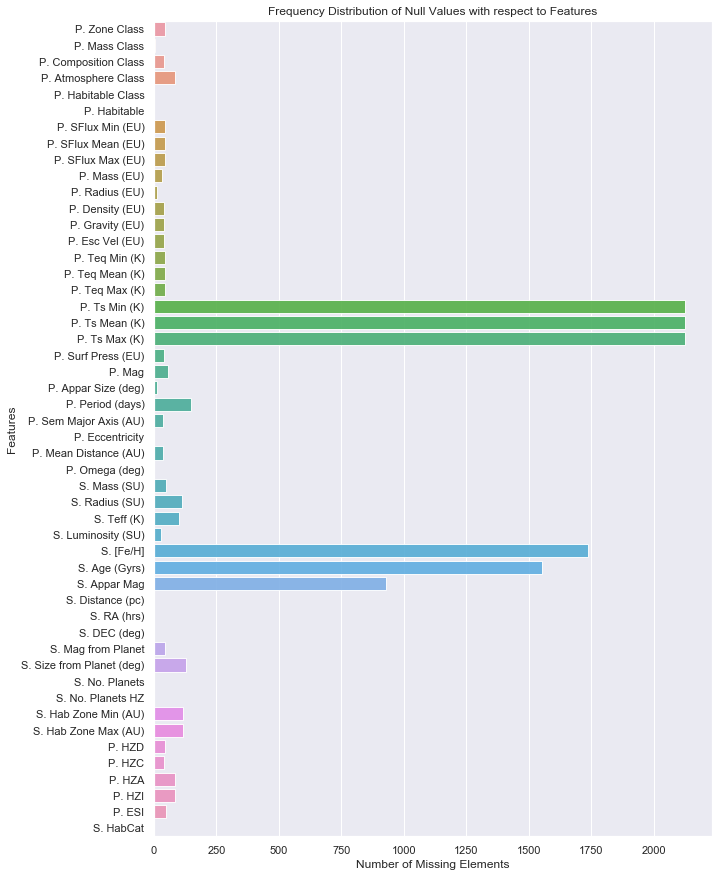 Frequency Distribution of Null Values with respect to Features
P. Zone Class
P. Mass Class
P. Composition Class
P. Atmosphere Class
P. Habitable Class
P. Habitable
P. SFlux Min (EU)
P. SFlux Mean (EU)
P. SFlux Max (EU)
P. Mass (EU)
P. Radius (EU)
P. Density (EU)
P. Gravity (EU)
P. Esc Vel (EU)
P. Teq Min (K)
P. Teq Mean (K)
P. Teq Max (K)
P. Ts Min (K)
P. Ts Mean (K)
P. Ts Max (K)
P. Surf Press (EU)
P. Mag
P. Appar Size (deg)
P. Period (days)
P. Sem Major Axis (AU)
P. Eccentricity
P. Mean Distance (AU)
P. Omega (deg)
S. Mass (SU)
S. Radius (SU)
S. Teff (K)
S. Luminosity (SU)
S. [Fe/H]
S. Age (Gyrs)
S. Appar Mag
S. Distance (pc)
S. RA (hrs)
S. DEC (deg)
S. Mag from Planet
S. Size from Planet (deg)
S. No. Planets
S. No. Planets HZ
S. Hab Zone Min (AU)
S. Hab Zone Max (AU)
P. HZD
P. HZC
P. HZA
P. HZI
P. ESI
S. HabCat
Features
0 250 500 750 1000 1250 1500 1750 2000
Number of Missing Elements